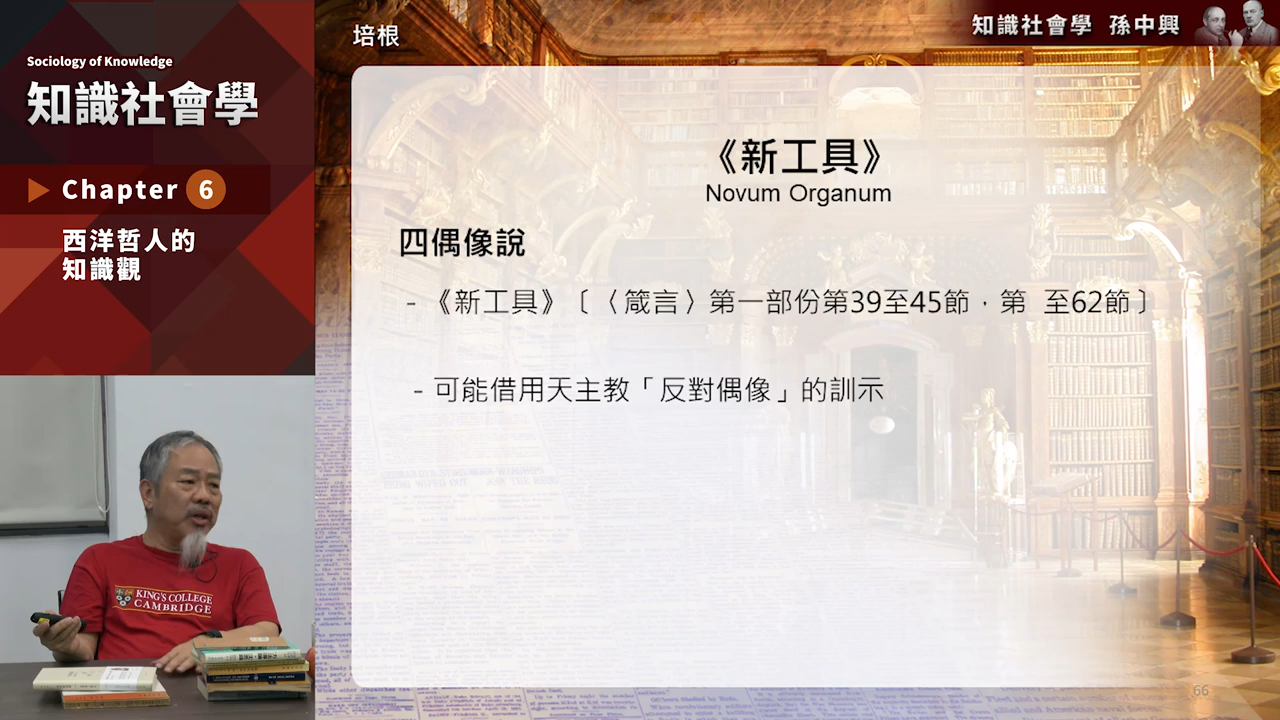 Sociology of Knowledge
知識社會學
Chapter 6
西洋哲人的
知識觀
培根
知識社會學 孫中興
《新工具》
Novum Organum
四偶像說
- 《新工具》〔〈箴言〉第一部份第39至45節，第 至62節〕
- 可能借用天主教「反對偶像」的訓示
KING'S COLLEGE
CAMBRIDGE
66